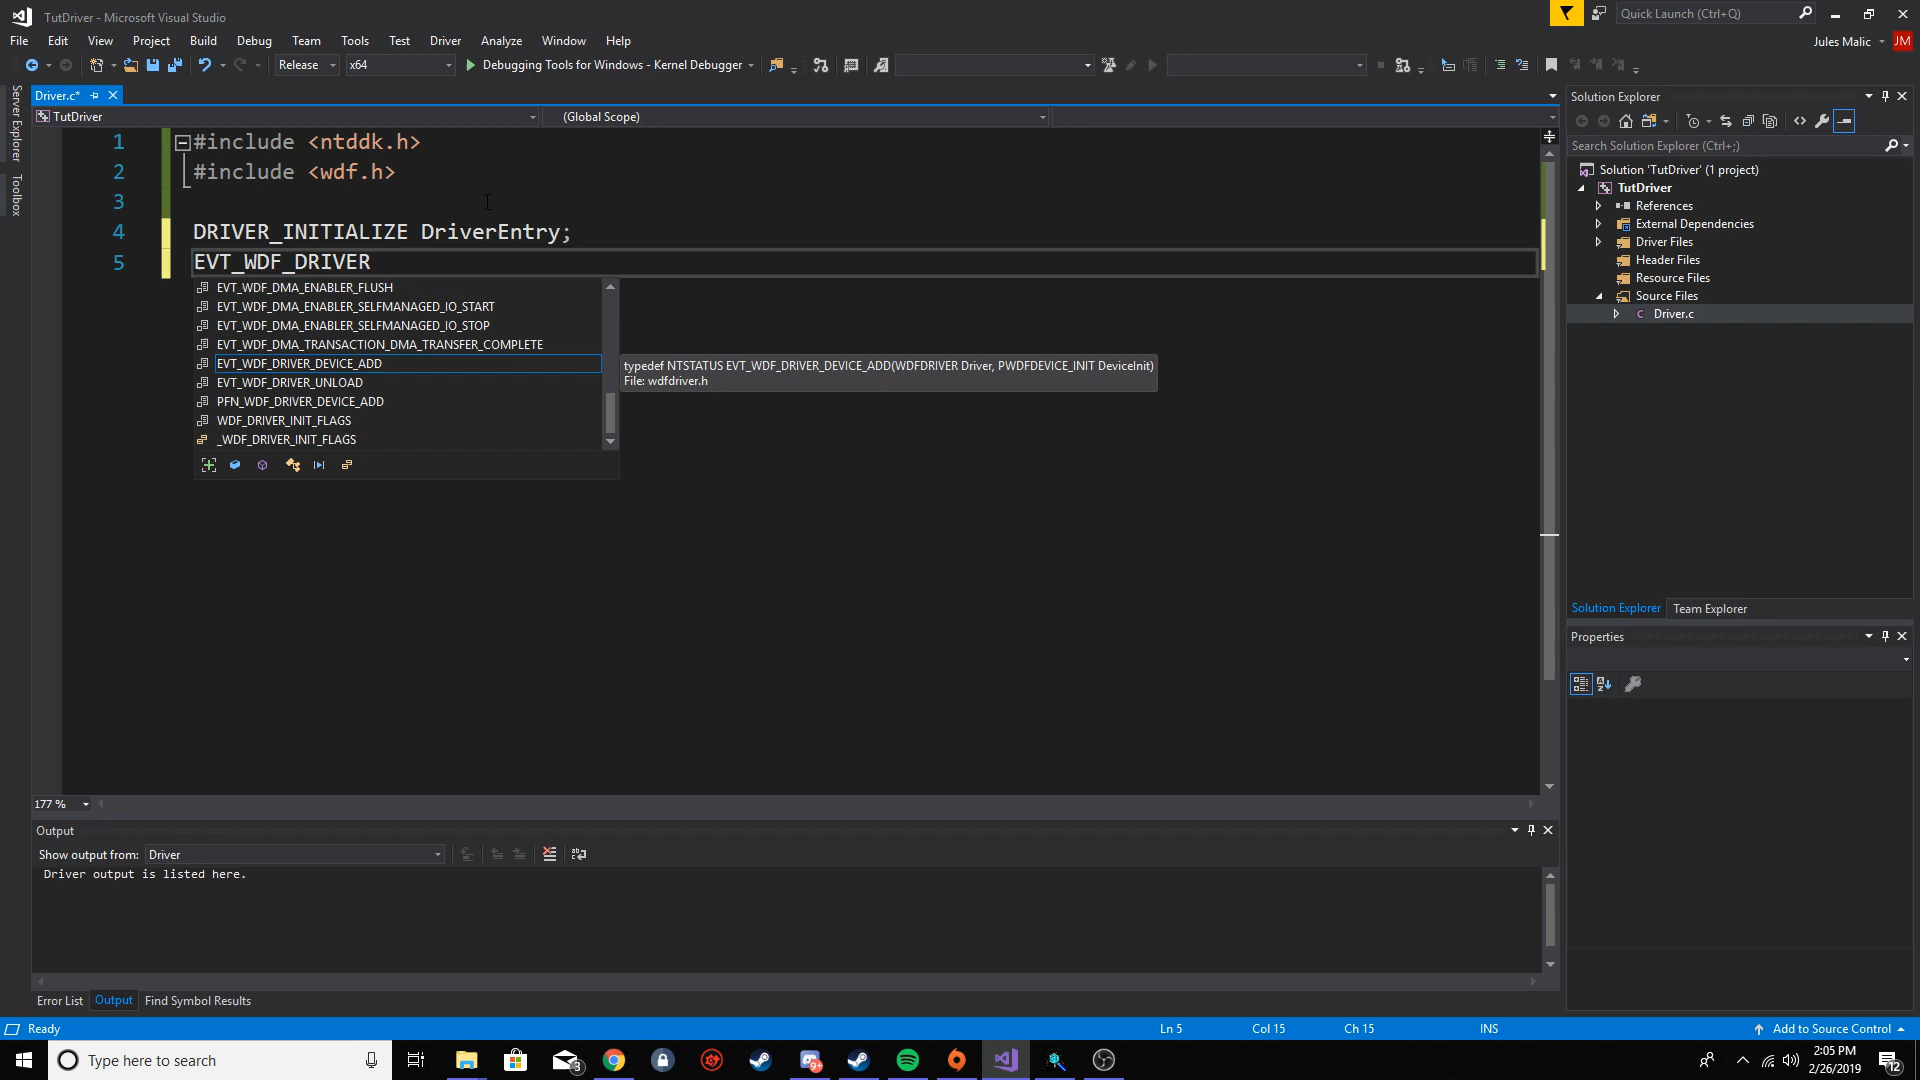 TutDriver - Microsoft Visual Studio
Quick Launch (Ctrl+Q)
File Edit View Project Build Debug Team Tools Test Driver Analyze Window Help
Jules Malic JM
Release x64 Debugging Tools for Windows - Kernel Debugger
Server Explorer
Toolbox
Driver.c*
TutDriver (Global Scope)
1 #include <ntddk.h>
2 #include <wdf.h>
3
4 DRIVER_INITIALIZE DriverEntry;
5 EVT_WDF_DRIVER
EVT_WDF_DMA_ENABLER_FLUSH
EVT_WDF_DMA_ENABLER_SELFMANAGED_IO_START
EVT_WDF_DMA_ENABLER_SELFMANAGED_IO_STOP
EVT_WDF_DMA_TRANSACTION_DMA_TRANSFER_COMPLETE
EVT_WDF_DRIVER_DEVICE_ADD
EVT_WDF_DRIVER_UNLOAD
PFN_WDF_DRIVER_DEVICE_ADD
WDF_DRIVER_INIT_FLAGS
_WDF_DRIVER_INIT_FLAGS
typedef NTSTATUS EVT_WDF_DRIVER_DEVICE_ADD(WDFDRIVER Driver, PWDFDEVICE_INIT DeviceInit)
File: wdfdriver.h
177 %
Solution Explorer
Search Solution Explorer (Ctrl+;)
Solution 'TutDriver' (1 project)
TutDriver
References
External Dependencies
Driver Files
Header Files
Resource Files
Source Files
Driver.c
Solution Explorer Team Explorer
Properties
Output
Show output from: Driver
Driver output is listed here.
Error List Output Find Symbol Results
Ready Ln 5 Col 15 Ch 15 INS Add to Source Control
Type here to search
3
9+
2:05 PM
2/26/2019
12